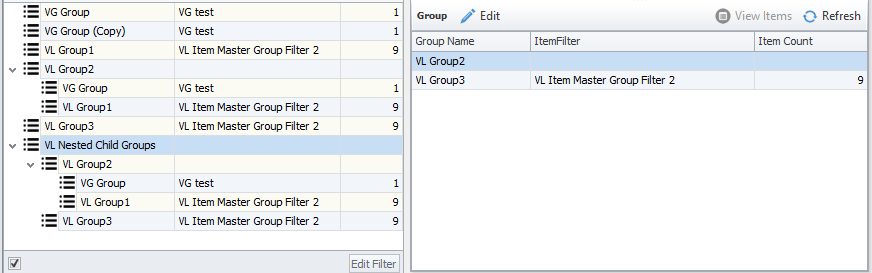 VG Group VG test 1
VG Group (Copy) VG test 1
VL Group1 VL Item Master Group Filter 2 9
VL Group2
VG Group VG test 1
VL Group1 VL Item Master Group Filter 2 9
VL Group3 VL Item Master Group Filter 2 9
VL Nested Child Groups
VL Group2
VG Group VG test 1
VL Group1 VL Item Master Group Filter 2 9
VL Group3 VL Item Master Group Filter 2 9
Edit Filter
Group Edit View Items Refresh
Group Name ItemFilter Item Count
VL Group2
VL Group3 VL Item Master Group Filter 2 9